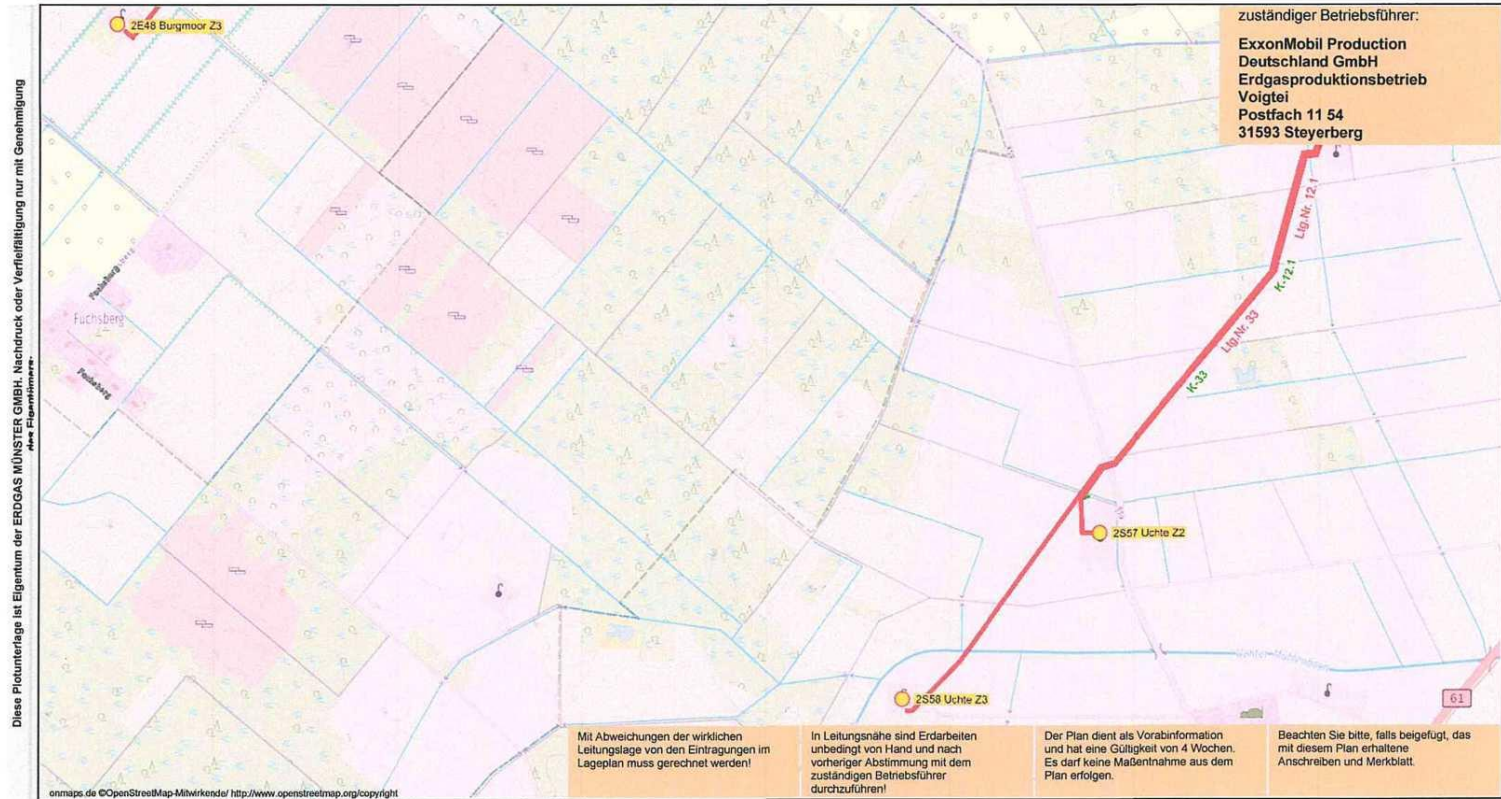 Diese Plotunterlage ist Eigentum der ERDGAS MÜNSTER GMBH. Nachdruck oder Verfielfältigung nur mit Genehmigung
des Eigentümers.
2E48 Burgmoor Z3
zuständiger Betriebsführer:
ExxonMobil Production
Deutschland GmbH
Erdgasproduktionsbetrieb
Voigtei
Postfach 11 54
31593 Steyerberg
Ltg.Nr. 12.1
K-12.1
Fuchsberg
Fuchsberg
Fuchsberg
Ltg.Nr. 33
K-33
2S57 Uchte Z2
2S58 Uchte Z3
61
Mit Abweichungen der wirklichen
Leitungslage von den Eintragungen im
Lageplan muss gerechnet werden!
In Leitungsnähe sind Erdarbeiten
unbedingt von Hand und nach
vorheriger Abstimmung mit dem
zuständigen Betriebsführer
durchzuführen!
Der Plan dient als Vorabinformation
und hat eine Gültigkeit von 4 Wochen.
Es darf keine Maßentnahme aus dem
Plan erfolgen.
Beachten Sie bitte, falls beigefügt, das
mit diesem Plan erhaltene
Anschreiben und Merkblatt.
onmaps.de ©OpenStreetMap-Mitwirkende/ http://www.openstreetmap.org/copyright